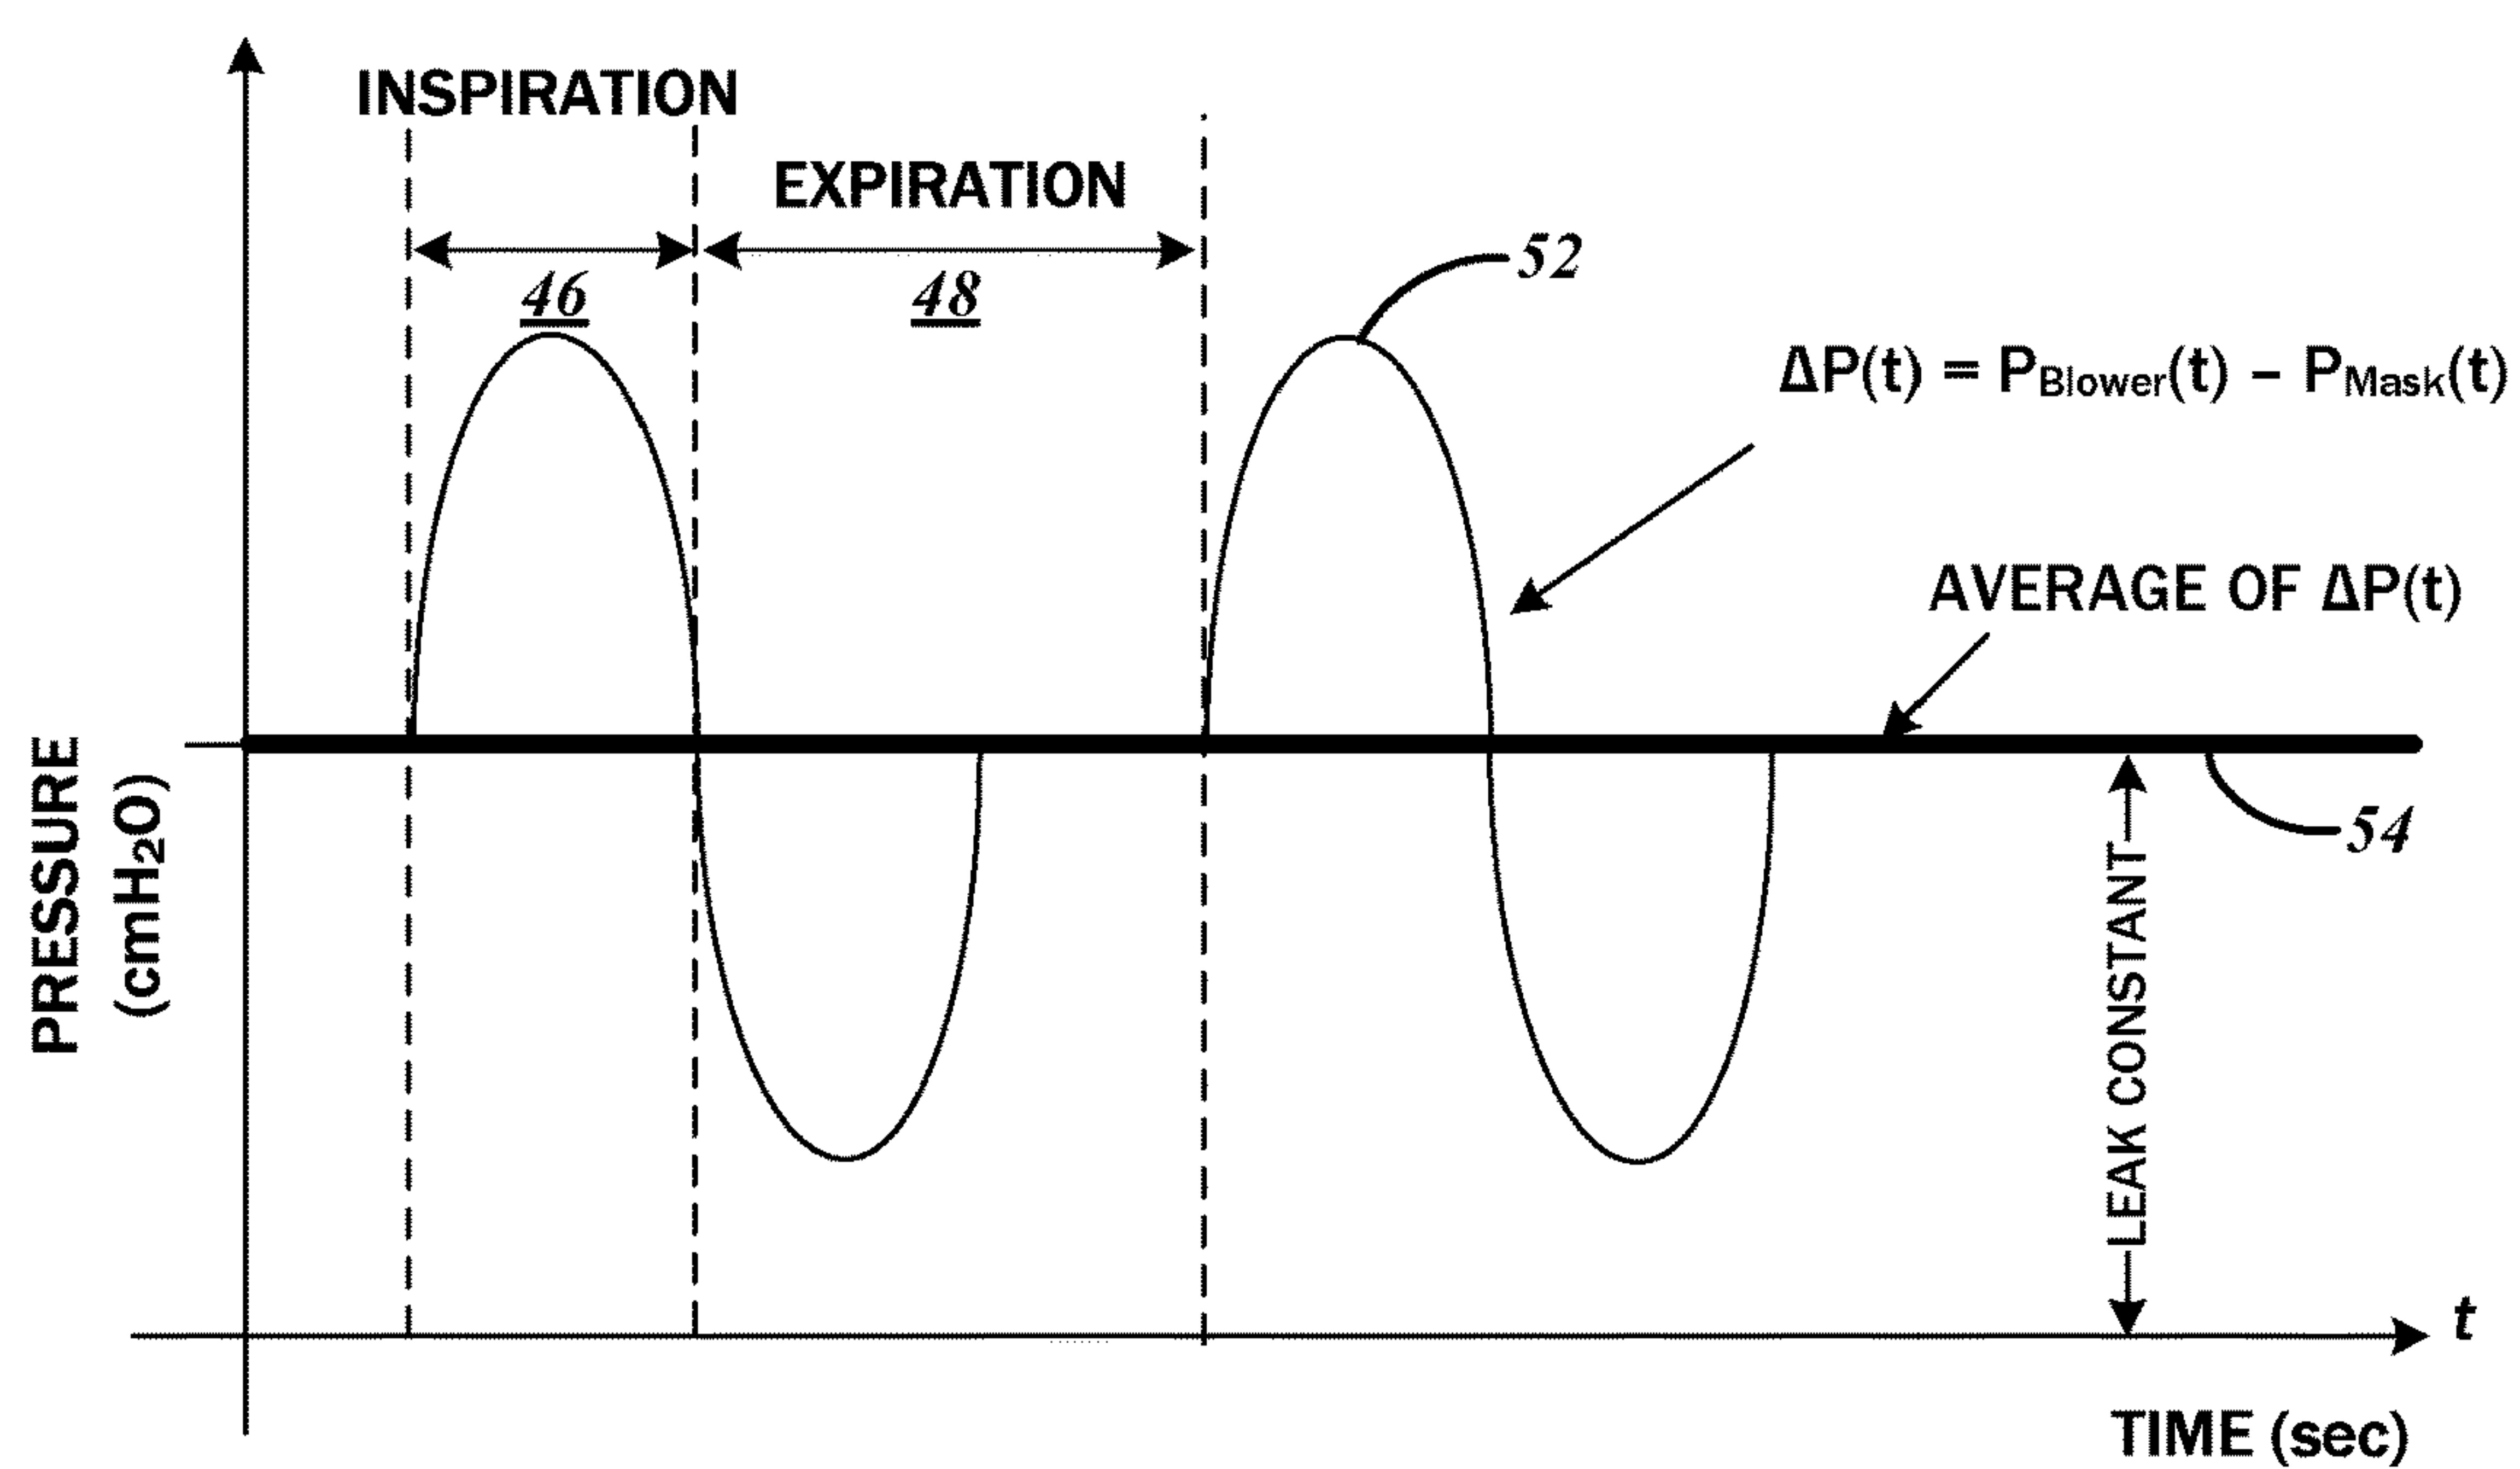 INSPIRATION
EXPIRATION
46
48
52
ΔP(t) = PBlower(t) – PMask(t)
AVERAGE OF ΔP(t)
54
PRESSURE
(cmH2O)
LEAK CONSTANT
t
TIME (sec)